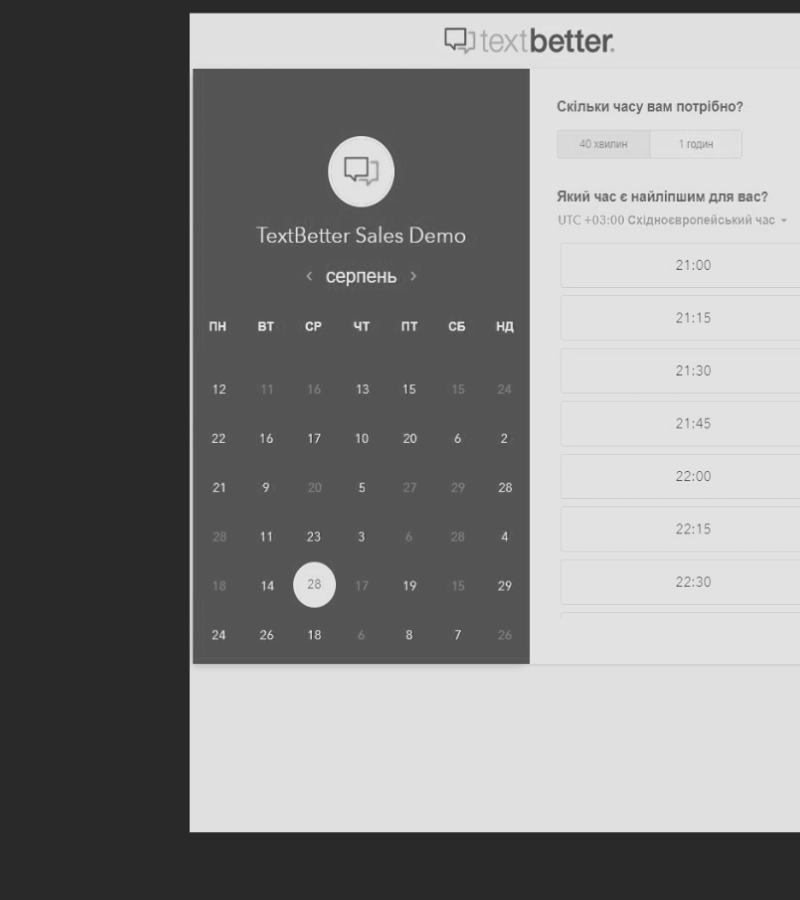 textbetter.
TextBetter Sales Demo
серпень
ПН ВТ СР ЧТ ПТ СБ НД
12 11 16 13 15 15 24
22 16 17 10 20 6 2
21 9 20 5 27 29 28
28 11 23 3 6 28 4
18 14 28 17 19 15 29
24 26 18 6 8 7 26
Скільки часу вам потрібно?
40 хвилин 1 годин
Який час є найліпшим для вас?
UTC +03:00 Східноєвропейський час
21:00
21:15
21:30
21:45
22:00
22:15
22:30